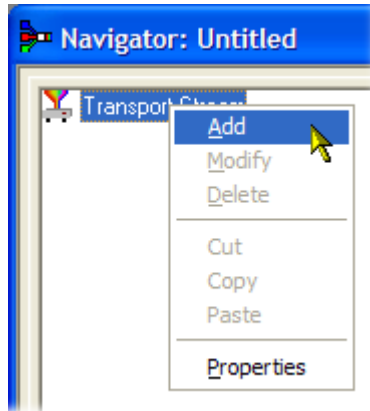 Navigator: Untitled
Transport Stream
Add
Modify
Delete
Cut
Copy
Paste
Properties